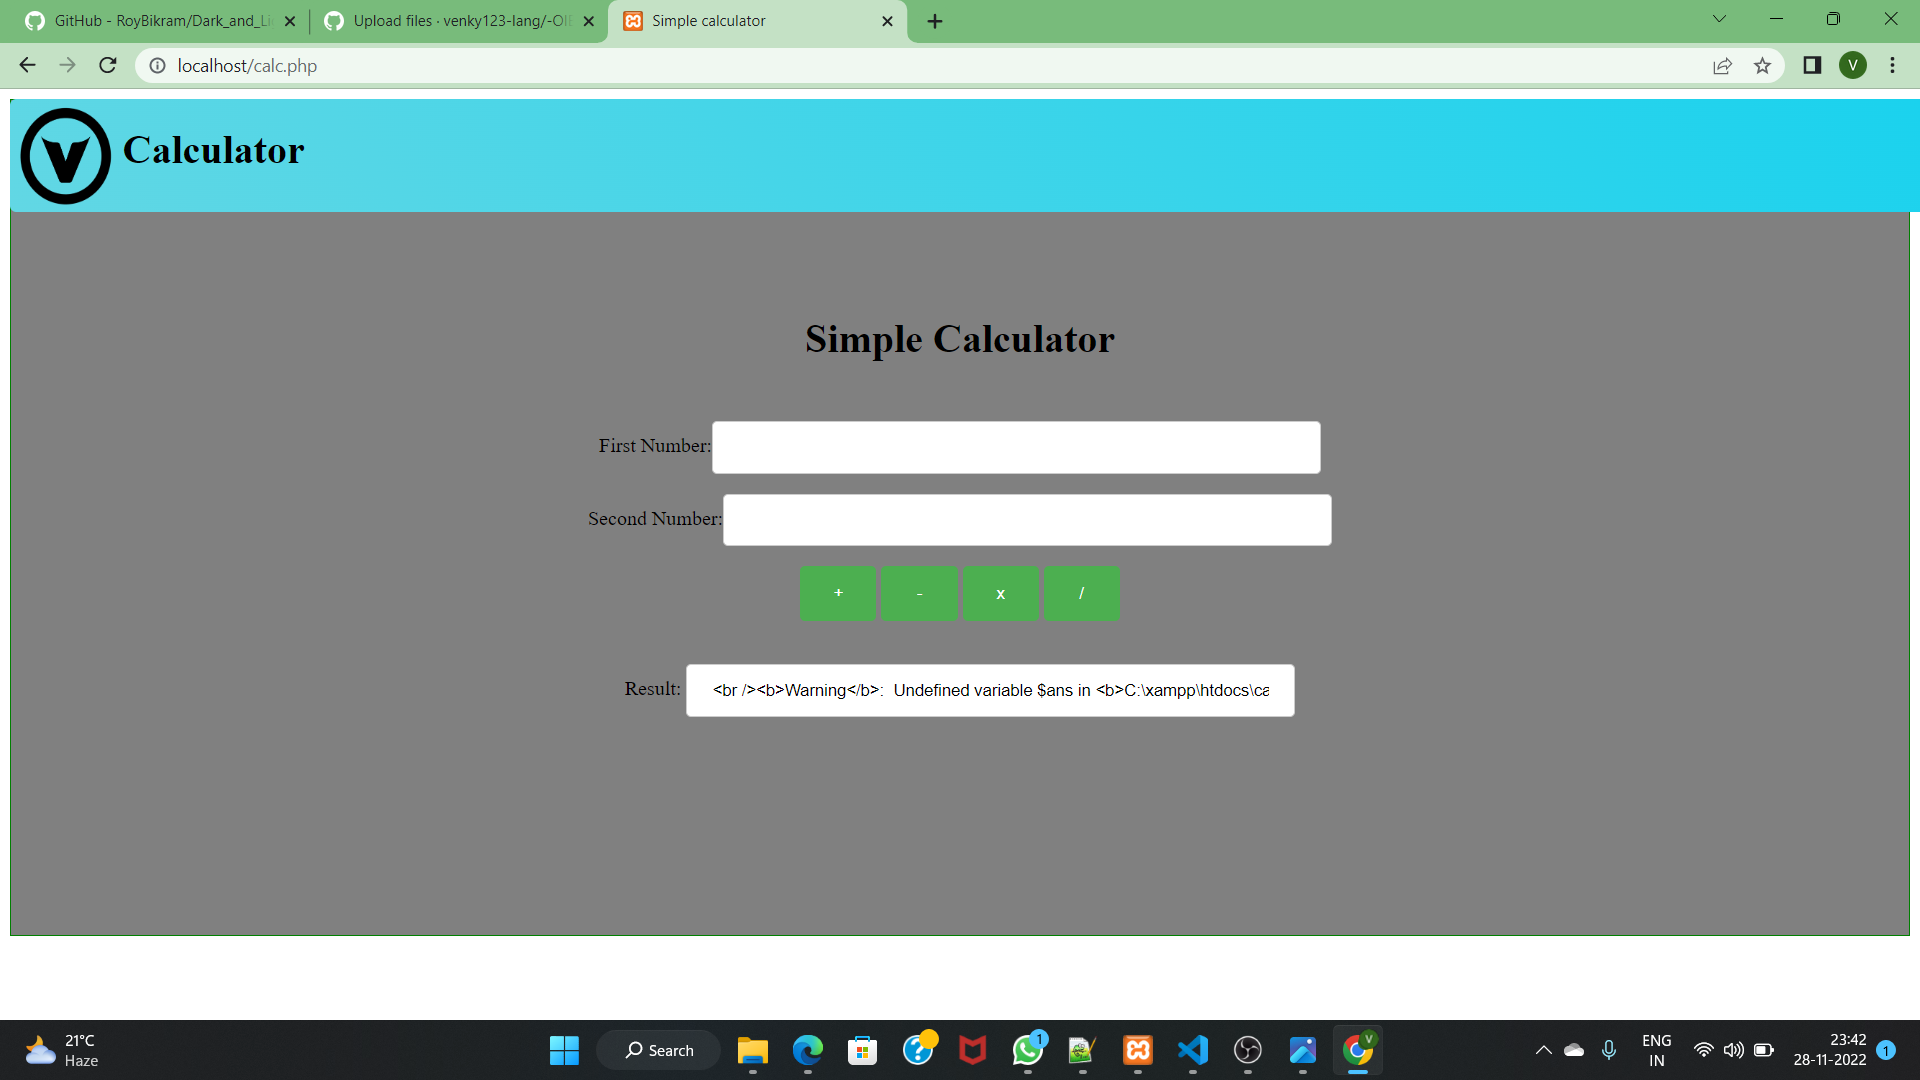 GitHub - RoyBikram/Dark_and_Li
Upload files · venky123-lang/-OI
Simple calculator
localhost/calc.php
V
V Calculator
Simple Calculator
First Number:
Second Number:
+ - x /
Result: <br /><b>Warning</b>:  Undefined variable $ans in <b>C:\xampp\htdocs\ca
21°C
Haze
Search
1
V
ENG
IN
23:42
28-11-2022
1